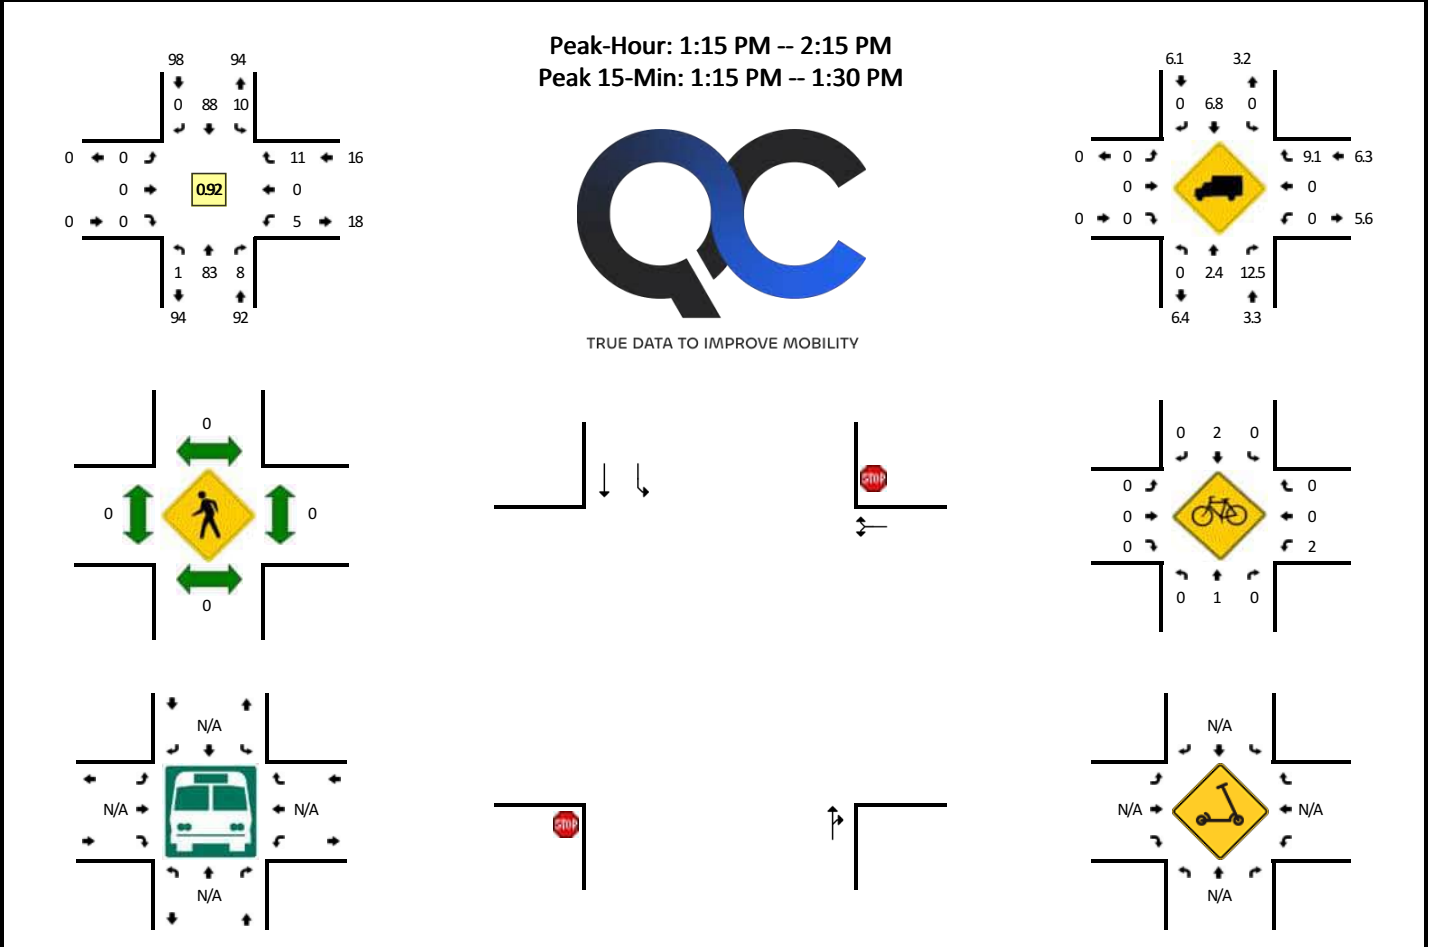 Peak-Hour: 1:15 PM -- 2:15 PM
Peak 15-Min: 1:15 PM -- 1:30 PM
98 94
0 88 10
0 0 11 16
0 0.92 0
0 0 5 18
1 83 8
94 92
TRUE DATA TO IMPROVE MOBILITY
6.1 3.2
0 6.8 0
0 0 9.1 6.3
0 0
0 0 0 5.6
0 2.4 12.5
6.4 3.3
0
0 0
0
STOP
STOP
0 2 0
0 0
0 0
0 2
0 1 0
N/A
N/A N/A
N/A
N/A
N/A N/A
N/A